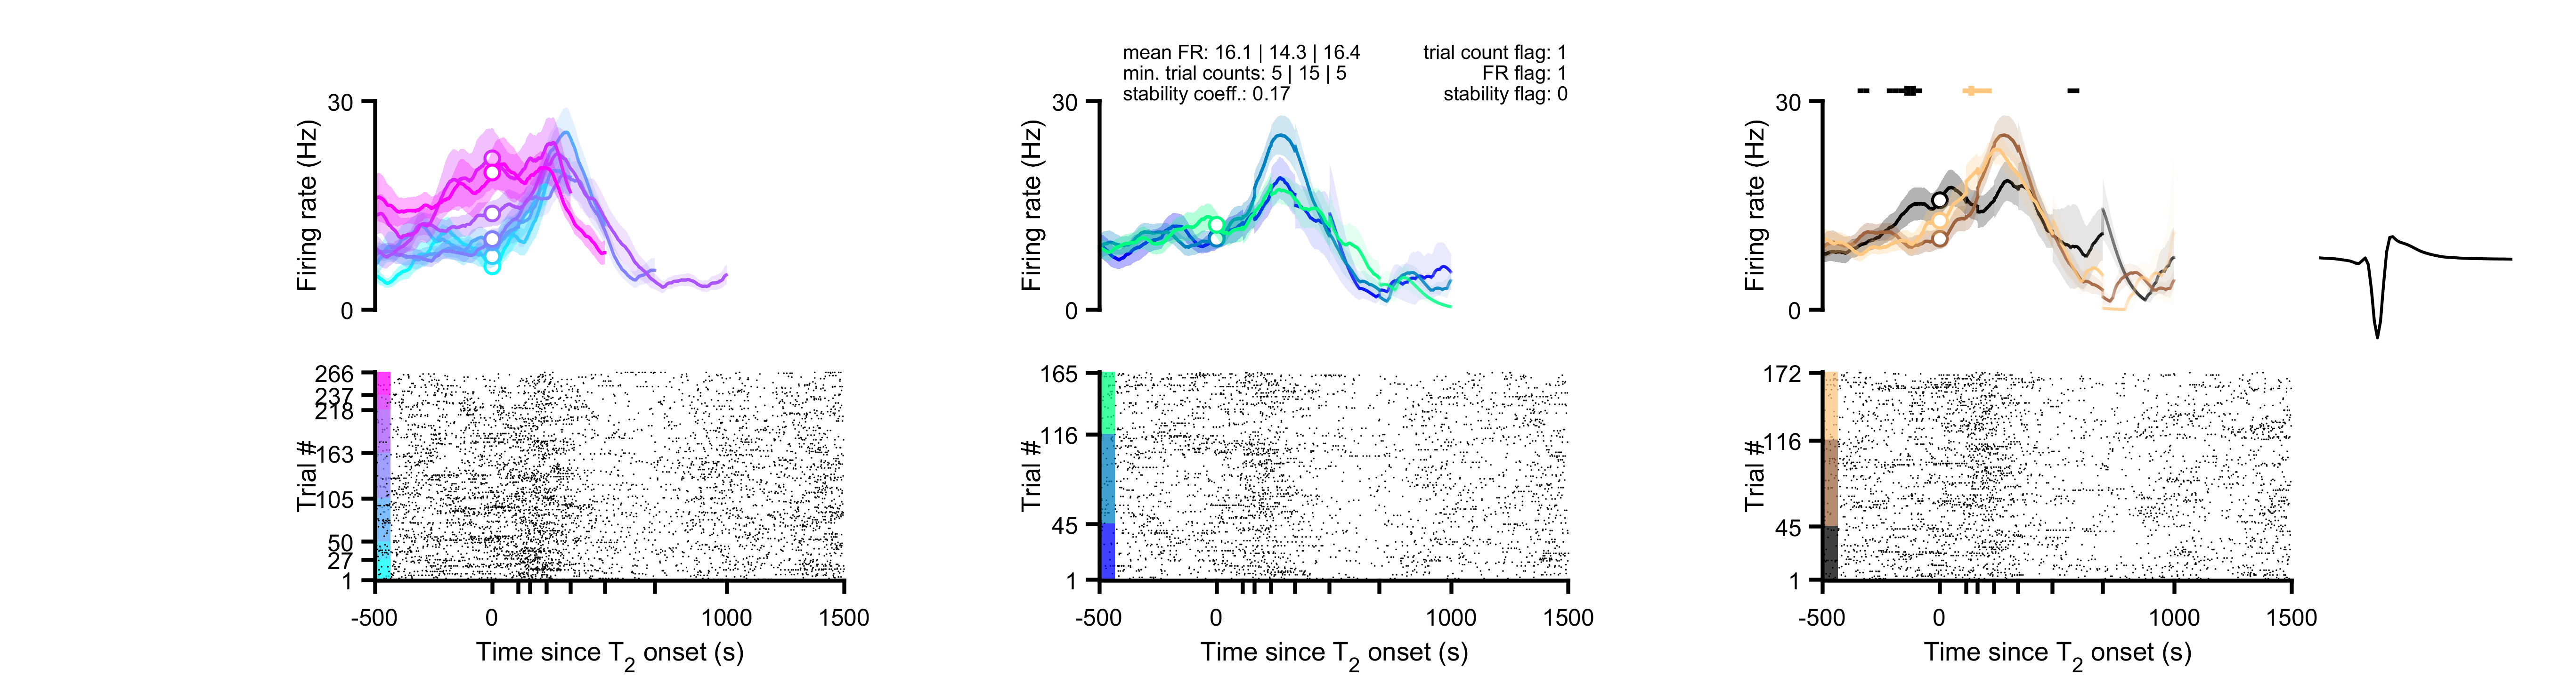 mean FR: 16.1 | 14.3 | 16.4
min. trial counts: 5 | 15 | 5
stability coeff.: 0.17
trial count flag: 1
FR flag: 1
stability flag: 0
30
Firing rate (Hz)
0
30
Firing rate (Hz)
0
30
Firing rate (Hz)
0
266
237
218
163
105
50
27
1
Trial #
-500
0
1000
1500
Time since T2 onset (s)
165
116
45
1
Trial #
-500
0
1000
1500
Time since T2 onset (s)
172
116
45
1
Trial #
-500
0
1000
1500
Time since T2 onset (s)